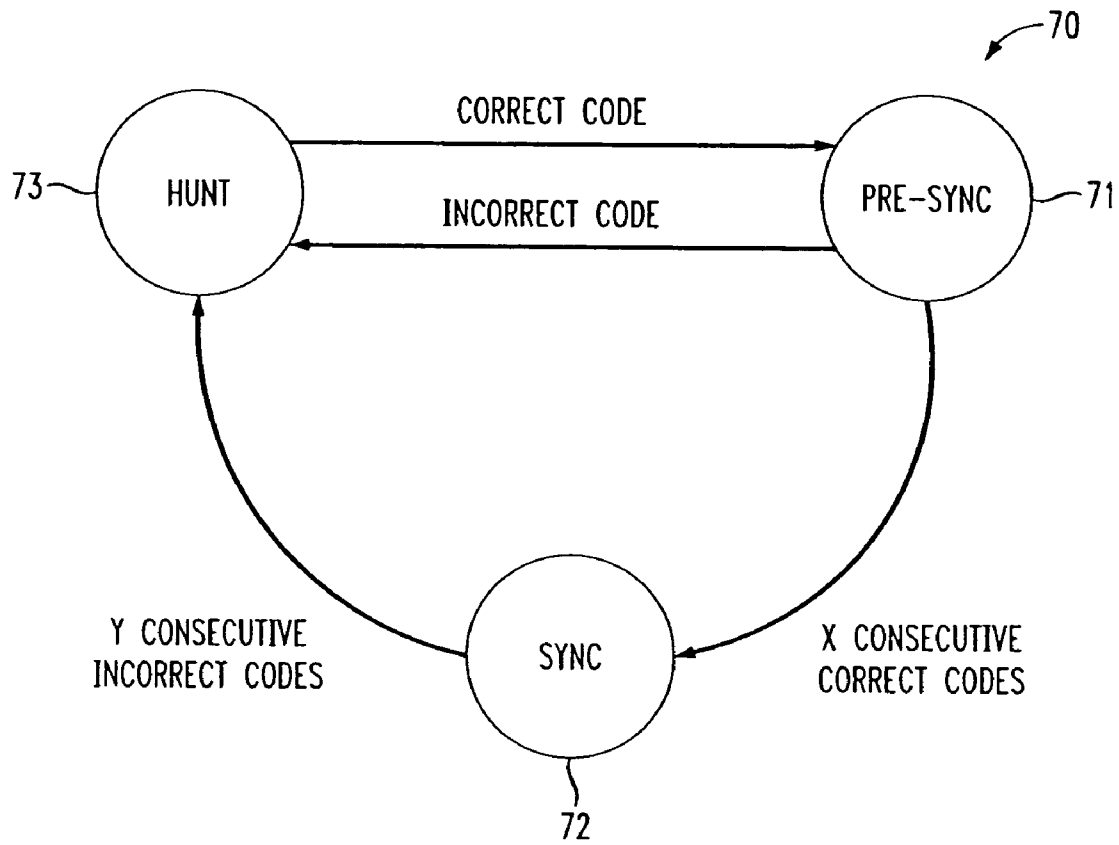 70
CORRECT CODE
73
HUNT
PRE-SYNC
71
INCORRECT CODE
Y CONSECUTIVE
INCORRECT CODES
SYNC
X CONSECUTIVE
CORRECT CODES
72